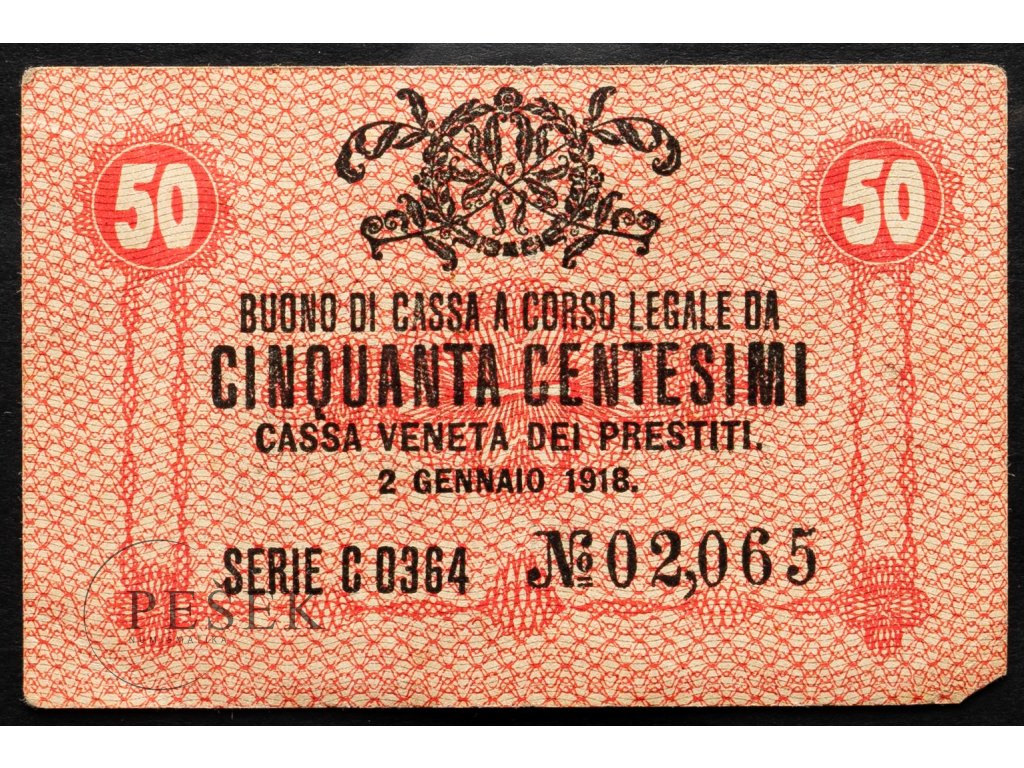 50 50
BUONO DI CASSA A CORSO LEGALE DA
CINQUANTA CENTESIMI
CASSA VENETA DEI PRESTITI.
2 GENNAIO 1918.
SERIE C 0364 No 02,065
PEŠEK
NUMISMATIKA